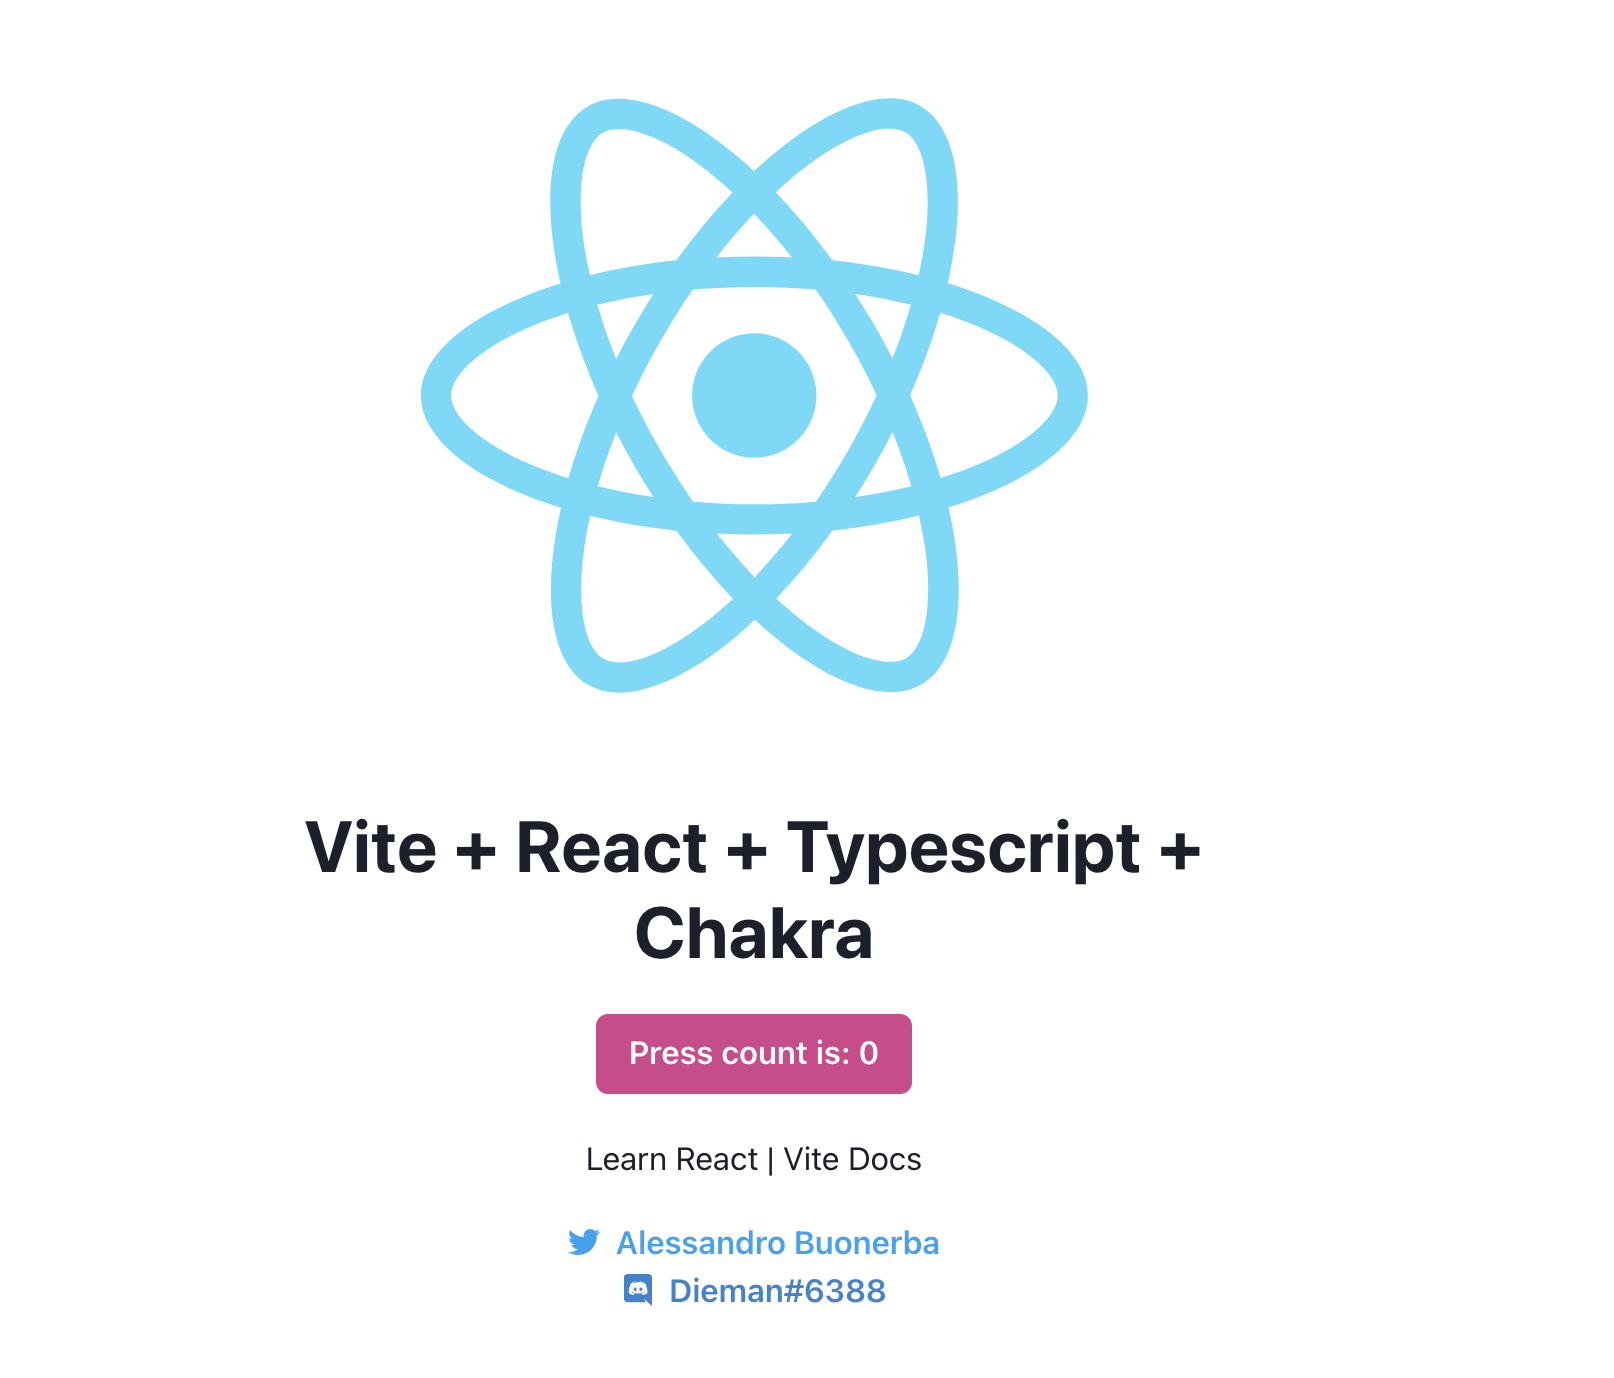 Vite + React + Typescript +
Chakra
Press count is: 0
Learn React | Vite Docs
Alessandro Buonerba
Dieman#6388